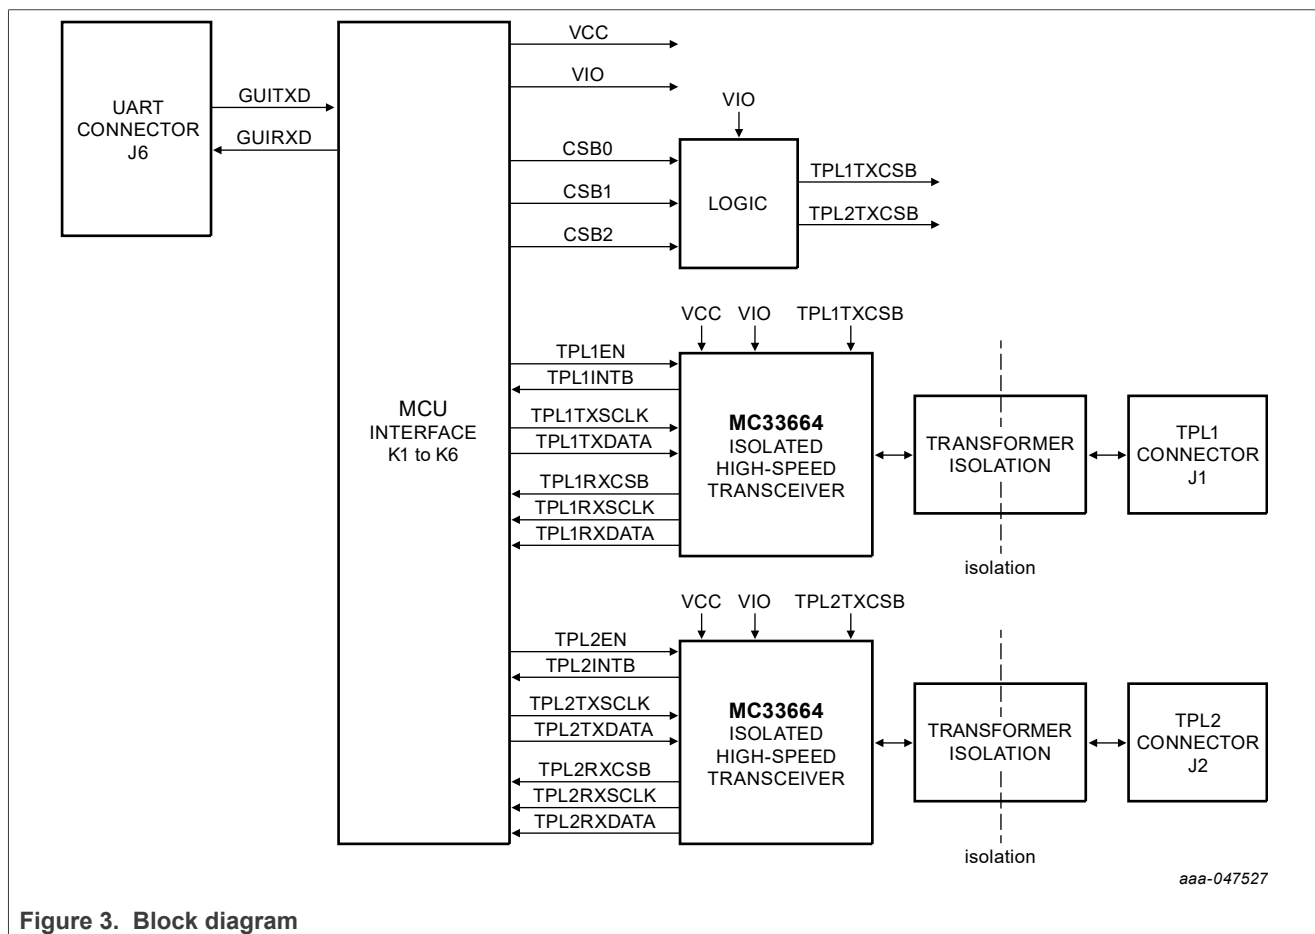 UART
CONNECTOR
J6
GUITXD
GUIRXD
MCU
INTERFACE
K1 to K6
VCC
VIO
CSB0
CSB1
CSB2
VIO
LOGIC
TPL1TXCSB
TPL2TXCSB
VCC VIO TPL1TXCSB
TPL1EN
TPL1INTB
TPL1TXSCLK
TPL1TXDATA
TPL1RXCSB
TPL1RXSCLK
TPL1RXDATA
MC33664
ISOLATED
HIGH-SPEED
TRANSCEIVER
TRANSFORMER
ISOLATION
isolation
TPL1
CONNECTOR
J1
VCC VIO TPL2TXCSB
TPL2EN
TPL2INTB
TPL2TXSCLK
TPL2TXDATA
TPL2RXCSB
TPL2RXSCLK
TPL2RXDATA
MC33664
ISOLATED
HIGH-SPEED
TRANSCEIVER
TRANSFORMER
ISOLATION
isolation
TPL2
CONNECTOR
J2
aaa-047527
Figure 3. Block diagram